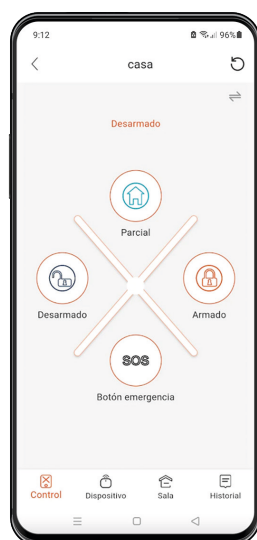 9:12
96%
casa
Desarmado
Parcial
Desarmado
Armado
SOS
Botón emergencia
Control
Dispositivo
Sala
Historial